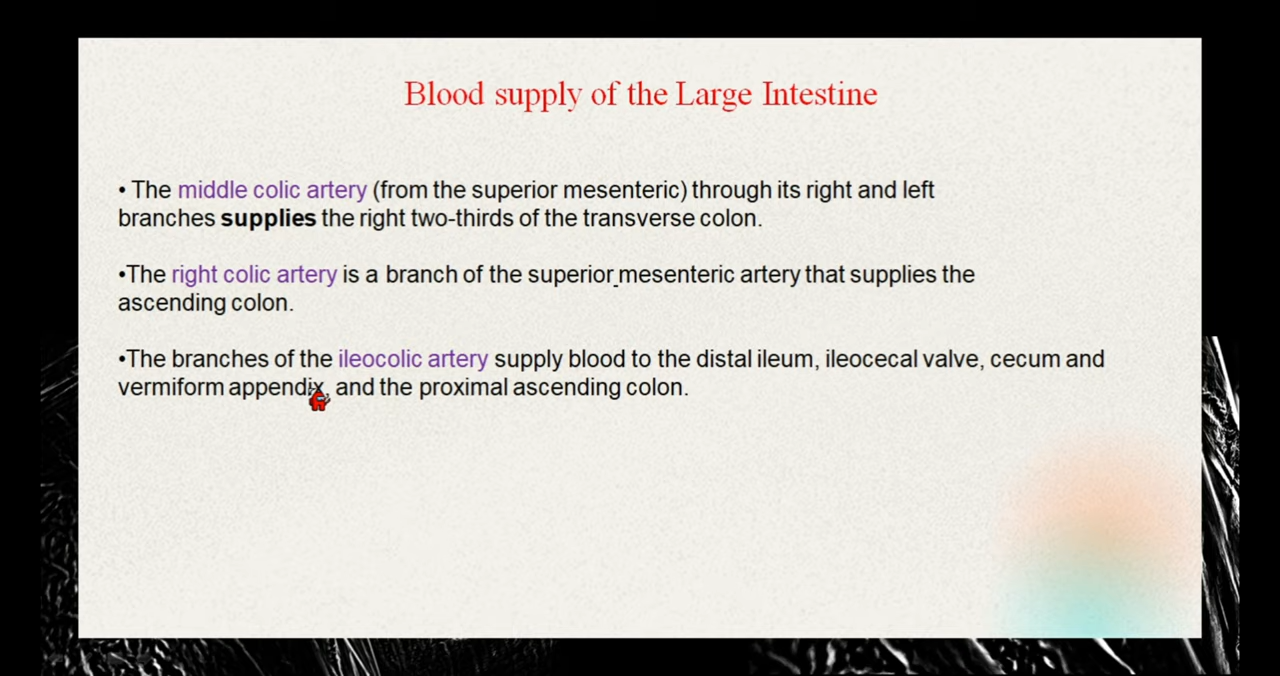 Blood supply of the Large Intestine
• The middle colic artery (from the superior mesenteric) through its right and left
branches supplies the right two-thirds of the transverse colon.
•The right colic artery is a branch of the superior mesenteric artery that supplies the
ascending colon.
•The branches of the ileocolic artery supply blood to the distal ileum, ileocecal valve, cecum and
vermiform appendix, and the proximal ascending colon.